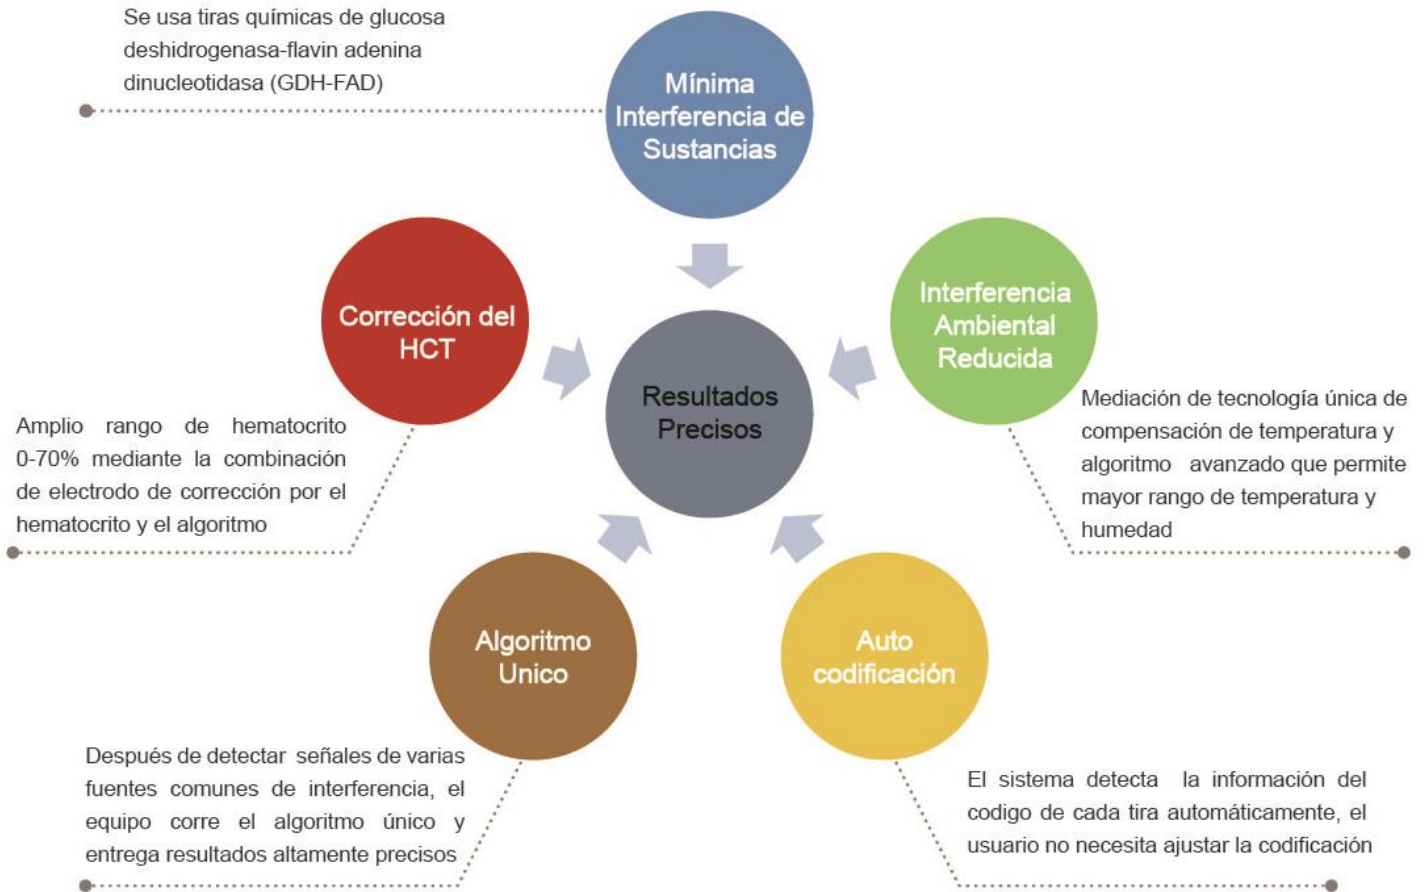 Se usa tiras químicas de glucosa
deshidrogenasa-flavin adenina
dinucleotidasa (GDH-FAD)
Mínima
Interferencia de
Sustancias
Corrección del
HCT
Interferencia
Ambiental
Reducida
Resultados
Precisos
Amplio rango de hematocrito
0-70% mediante la combinación
de electrodo de corrección por el
hematocrito y el algoritmo
Mediación de tecnología única de
compensación de temperatura y
algoritmo avanzado que permite
mayor rango de temperatura y
humedad
Algoritmo
Unico
Auto
codificación
Después de detectar señales de varias
fuentes comunes de interferencia, el
equipo corre el algoritmo único y
entrega resultados altamente precisos
El sistema detecta la información del
codigo de cada tira automáticamente, el
usuario no necesita ajustar la codificación